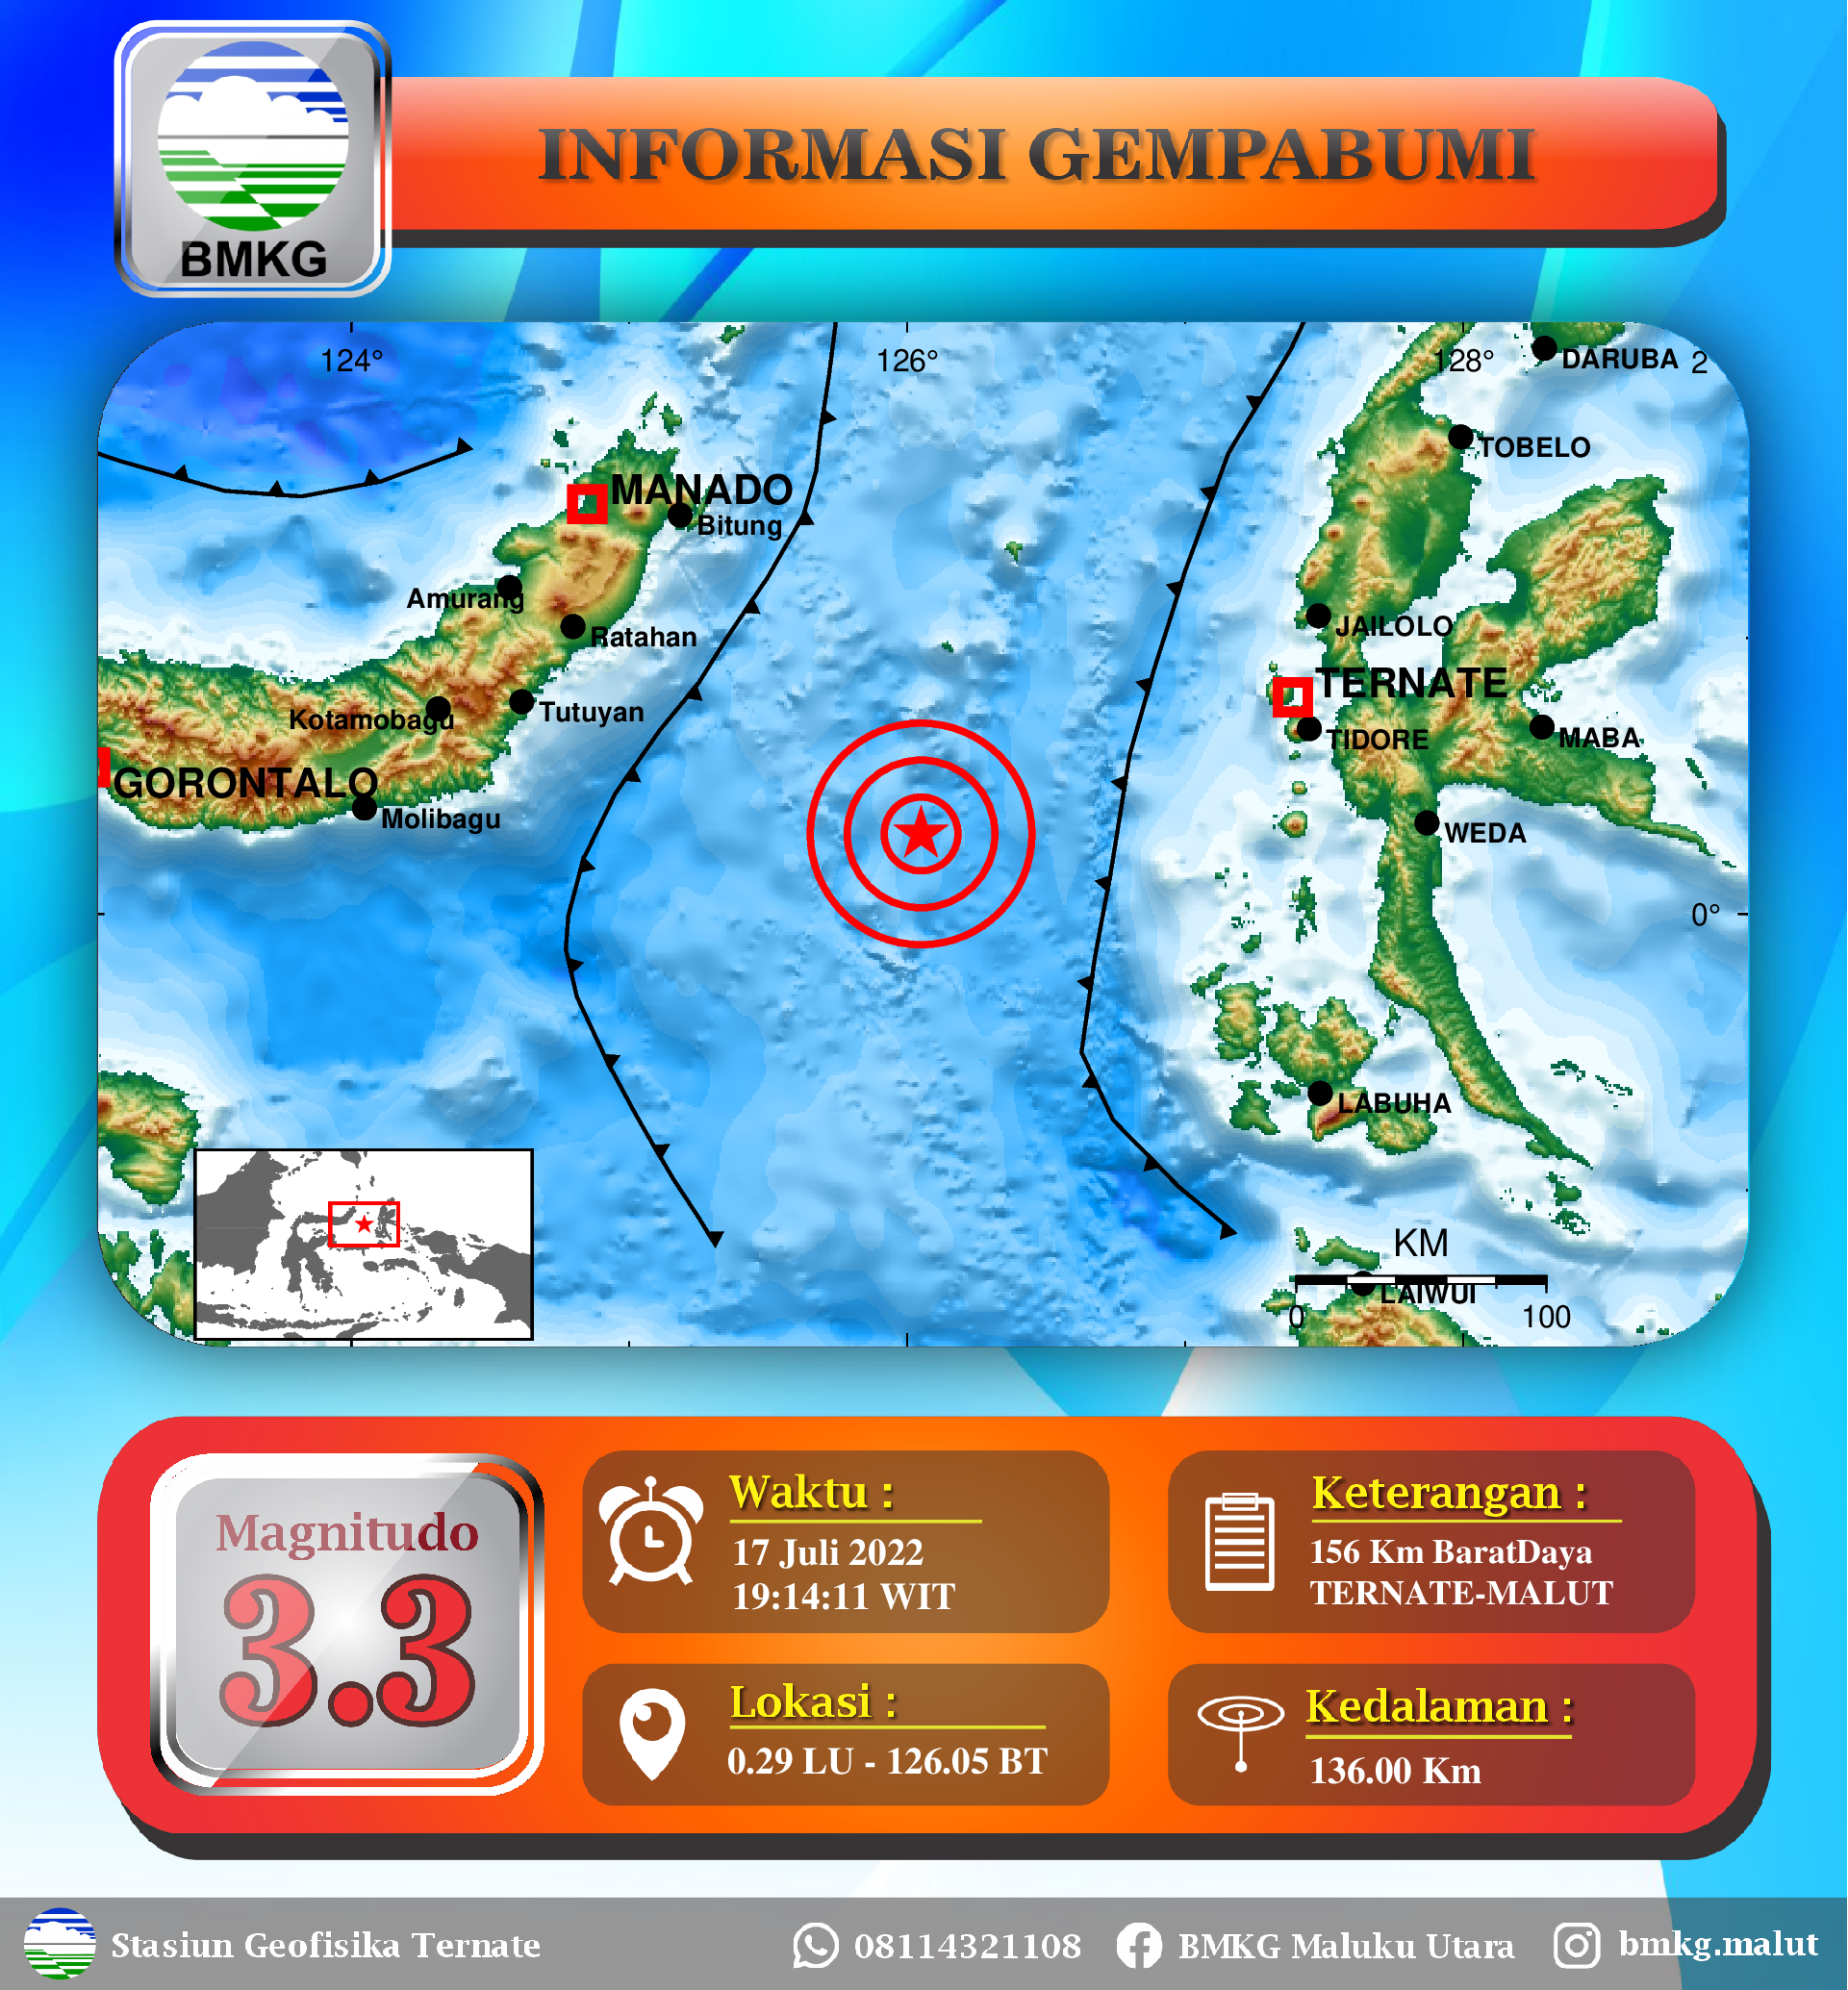 INFORMASI GEMPABUMI
BMKG
124°
126°
128°
DARUBA
2
TOBELO
MANADO
Bitung
Amurang
Ratahan
JAILOLO
TERNATE
Kotamobagu
Tutuyan
TIDORE
MABA
GORONTALO
Molibagu
WEDA
0°
LABUHA
KM
LAIWUI
0
100
Magnitudo
3.3
Waktu :
17 Juli 2022
19:14:11 WIT
Keterangan :
156 Km BaratDaya
TERNATE-MALUT
Lokasi :
0.29 LU - 126.05 BT
Kedalaman :
136.00 Km
Stasiun Geofisika Ternate
08114321108
BMKG Maluku Utara
bmkg.malut